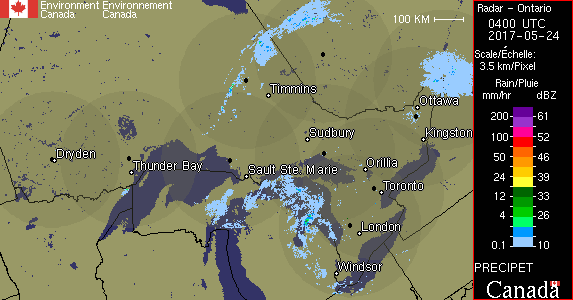 Environment Environnement
Canada Canada
100 KM
Radar - Ontario
0400 UTC
2017-05-24
Scale/Échelle:
3.5 km/Pixel
Rain/Pluie
mm/hr dBZ
200 61
100 52
50 46
24 39
12 33
4 26
0.1 10
PRECIPET
Canada
Timmins
Ottawa
Sudbury
Kingston
Dryden
Thunder Bay
Sault Ste. Marie
Orillia
Toronto
London
Windsor